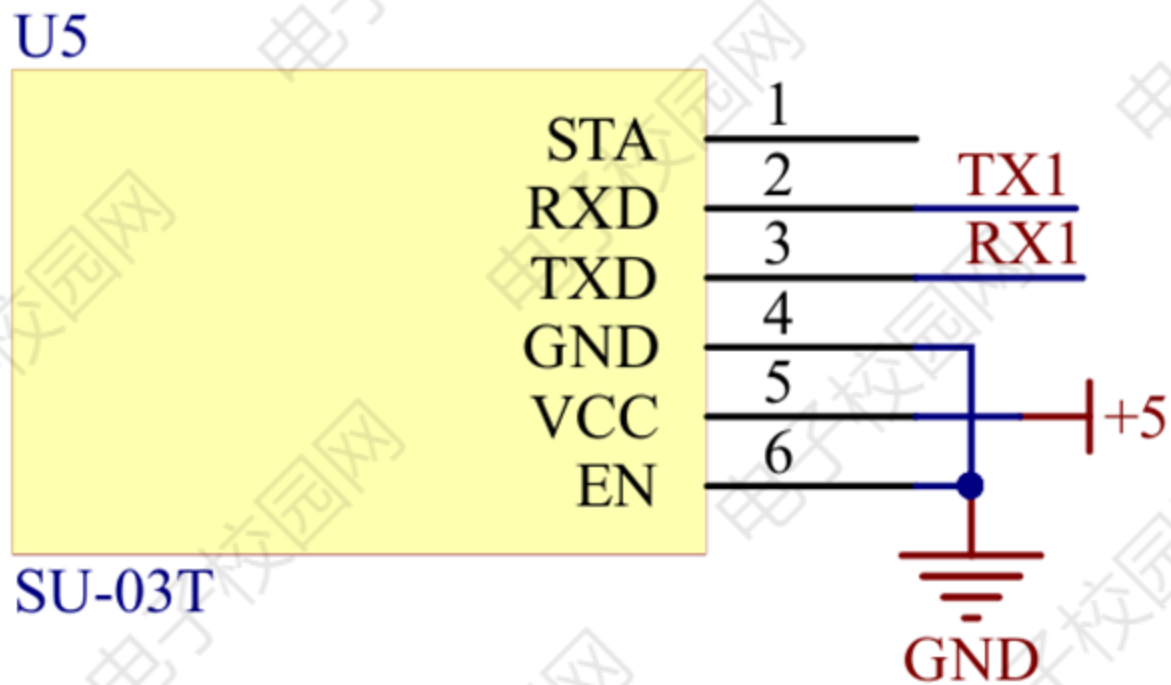 U5
STA 1
RXD 2 TX1
TXD 3 RX1
GND 4
VCC 5 +5
EN 6
SU-03T
GND
电子校园网